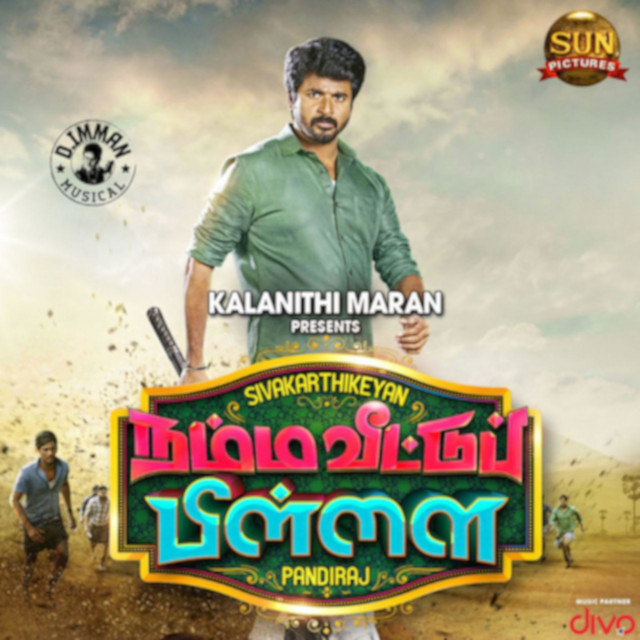 SUN
PICTURES
D.IMMAN
MUSICAL
KALANITHI MARAN
PRESENTS
SIVAKARTHIKEYAN
நம்ம வீட்டுப்
பிள்ளை
PANDIRAJ
MUSIC PARTNER
divo